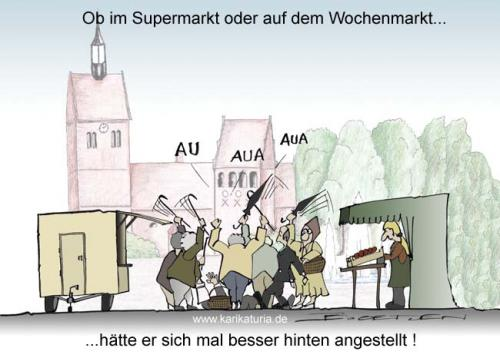 Ob im Supermarkt oder auf dem Wochenmarkt...
AU
AUA
AUA
www.karikaturia.de
...hätte er sich mal besser hinten angestellt !